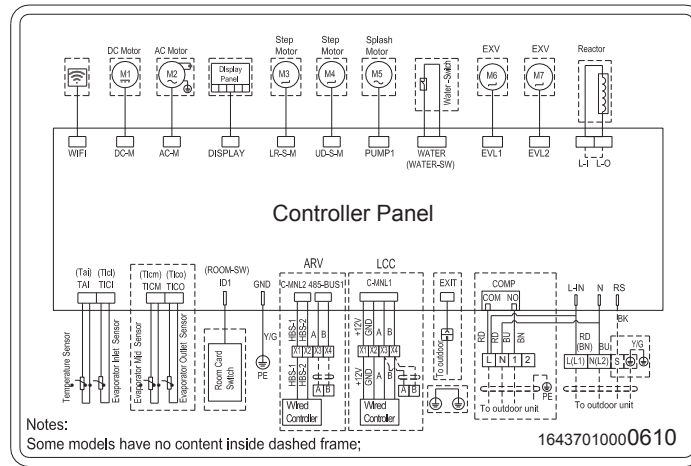 DC Motor AC Motor Step Motor Step Motor Splash Motor EXV EXV Reactor
M1 M2 Display Panel M3 M4 M5 Water-Switch M6 M7
WIFI DC-M AC-M DISPLAY LR-S-M UD-S-M PUMP1 WATER (WATER-SW) EVL1 EVL2 L-I L-O
Controller Panel
(Tai) (TIcl) (TIcm) (TIco) (ROOM-SW) GND ARV LCC EXIT COMP L-IN N RS
TAI TICI TICM TICO ID1 C-MNL2 485-BUS1 C-MNL1 COM NO
Temperature Sensor
Evaporator Inlet Sensor
Evaporator Mid Sensor
Evaporator Outlet Sensor
Room Card Switch
Y/G
PE
HBS-1 HBS-2 A B
X1 X2 X3 X4
HBS-1 HBS-2 A B
Wired Controller
+12V GND A B
X1 X2 X3 X4
+12V GND A B A B
Wired Controller
To outdoor
RD RD BU BN
L N 1 2
PE
To outdoor unit
RD (BN) BU BK Y/G
L(L1) N(L2) S
To outdoor unit
Notes:
Some models have no content inside dashed frame;
16437010000610